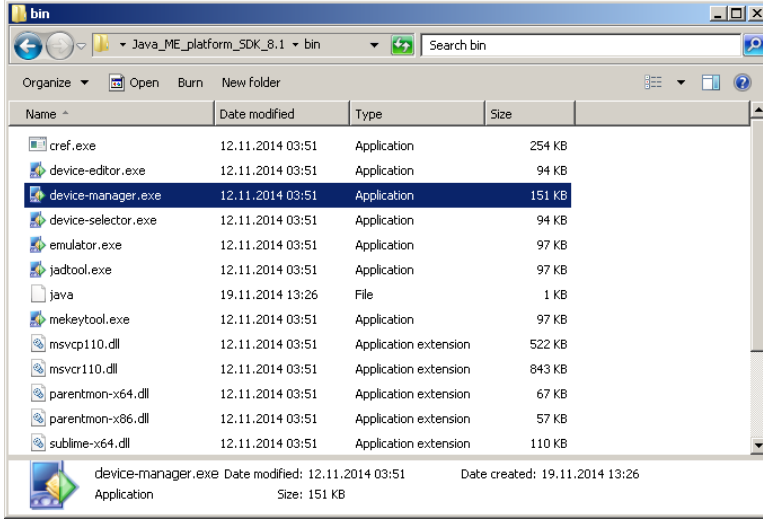 bin
Java_ME_platform_SDK_8.1 bin Search bin
Organize Open Burn New folder
Name Date modified Type Size
cref.exe 12.11.2014 03:51 Application 254 KB
device-editor.exe 12.11.2014 03:51 Application 94 KB
device-manager.exe 12.11.2014 03:51 Application 151 KB
device-selector.exe 12.11.2014 03:51 Application 94 KB
emulator.exe 12.11.2014 03:51 Application 97 KB
jadtool.exe 12.11.2014 03:51 Application 97 KB
java 19.11.2014 13:26 File 1 KB
mekeytool.exe 12.11.2014 03:51 Application 97 KB
msvcp110.dll 12.11.2014 03:51 Application extension 522 KB
msvcr110.dll 12.11.2014 03:51 Application extension 843 KB
parentmon-x64.dll 12.11.2014 03:51 Application extension 67 KB
parentmon-x86.dll 12.11.2014 03:51 Application extension 57 KB
sublime-x64.dll 12.11.2014 03:51 Application extension 110 KB
device-manager.exe Date modified: 12.11.2014 03:51 Date created: 19.11.2014 13:26
Application Size: 151 KB